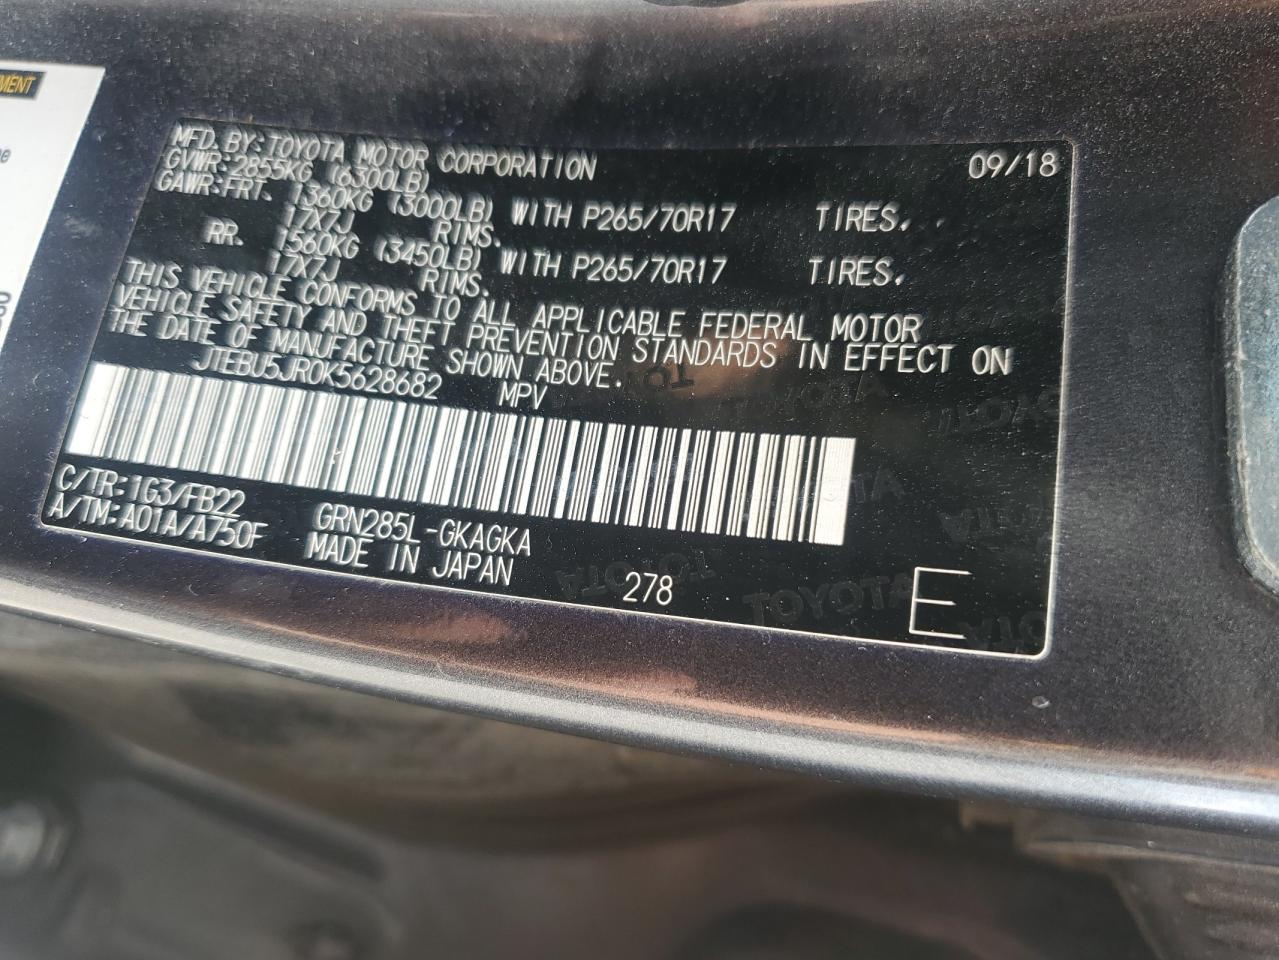 MENT
MFD. BY:TOYOTA MOTOR CORPORATION 09/18
GVWR:2855KG (6300LB)
GAWR:FRT. 1360KG (3000LB) WITH P265/70R17 TIRES,
17X7J RIMS.
RR. 1560KG (3450LB) WITH P265/70R17 TIRES,
17X7J RIMS.
THIS VEHICLE CONFORMS TO ALL APPLICABLE FEDERAL MOTOR
VEHICLE SAFETY AND THEFT PREVENTION STANDARDS IN EFFECT ON
THE DATE OF MANUFACTURE SHOWN ABOVE.
JTEBU5JR0K5628682 MPV
C/TR:1G3/FB22
A/TM:A01A/A750F
GRN285L-GKAGKA
MADE IN JAPAN
278
E
TOYOTA